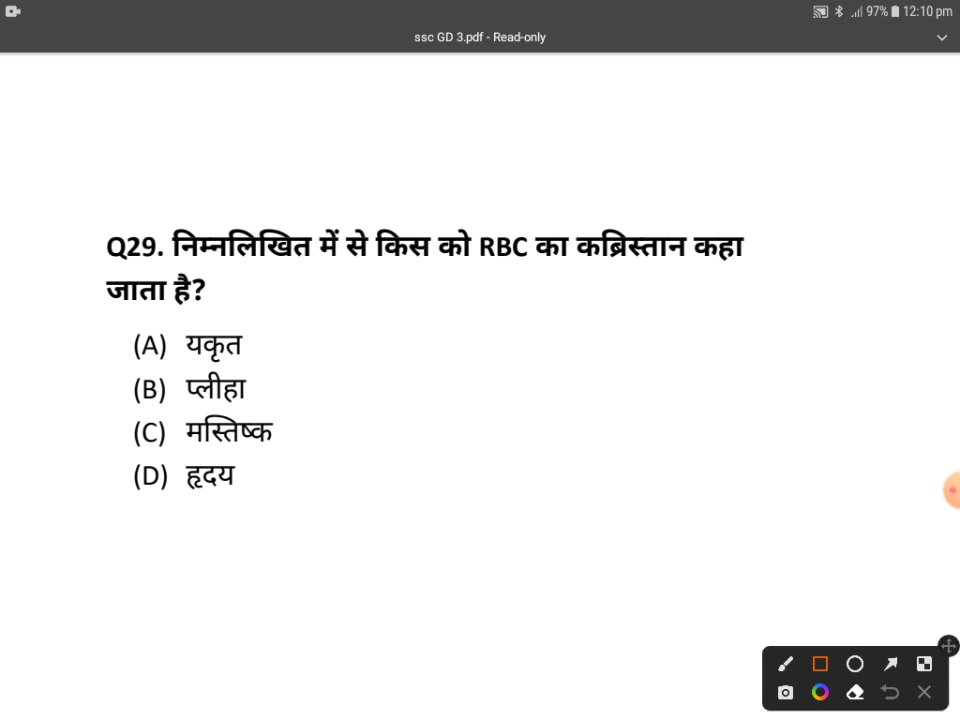 97% 12:10 pm
ssc GD 3.pdf - Read-only
Q29. निम्नलिखित में से किस को RBC का कब्रिस्तान कहा
जाता है?
(A) यकृत
(B) प्लीहा
(C) मस्तिष्क
(D) हृदय